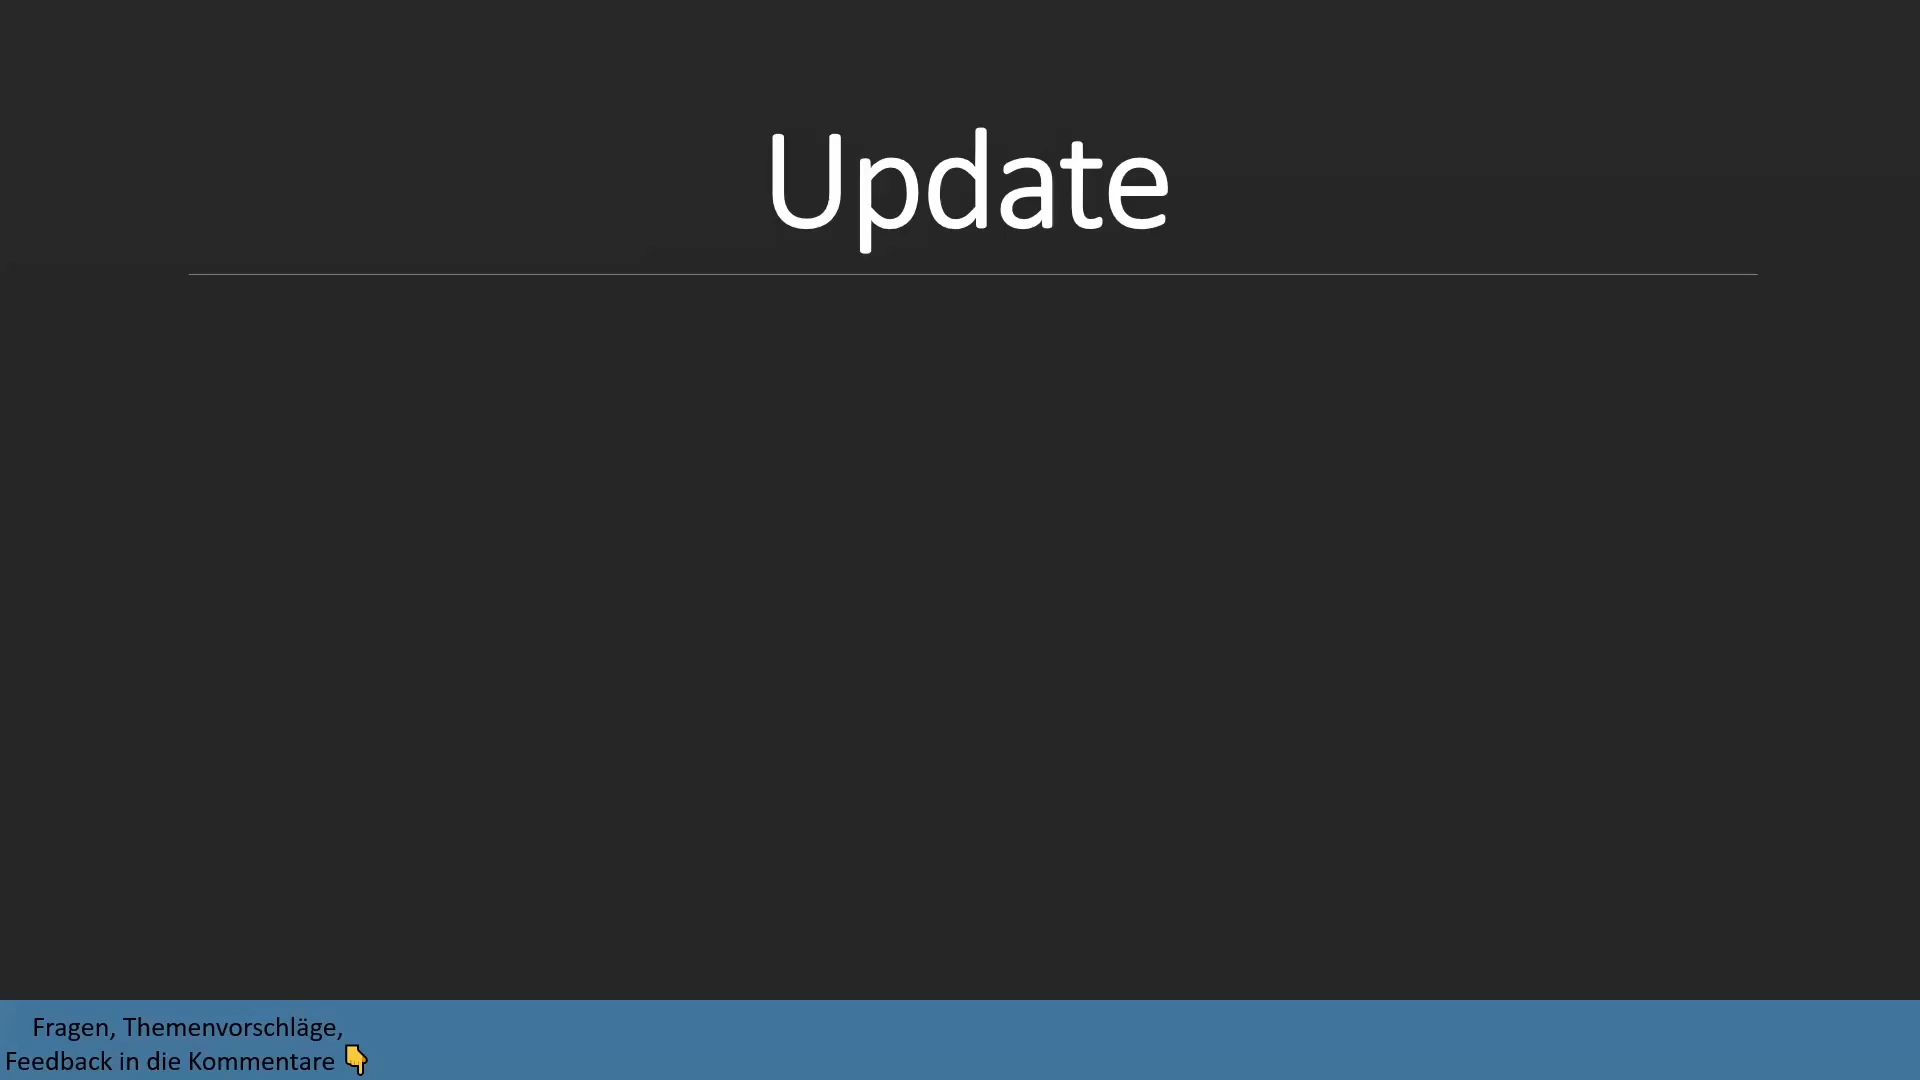 Update
Fragen, Themenvorschläge,
Feedback in die Kommentare 👇